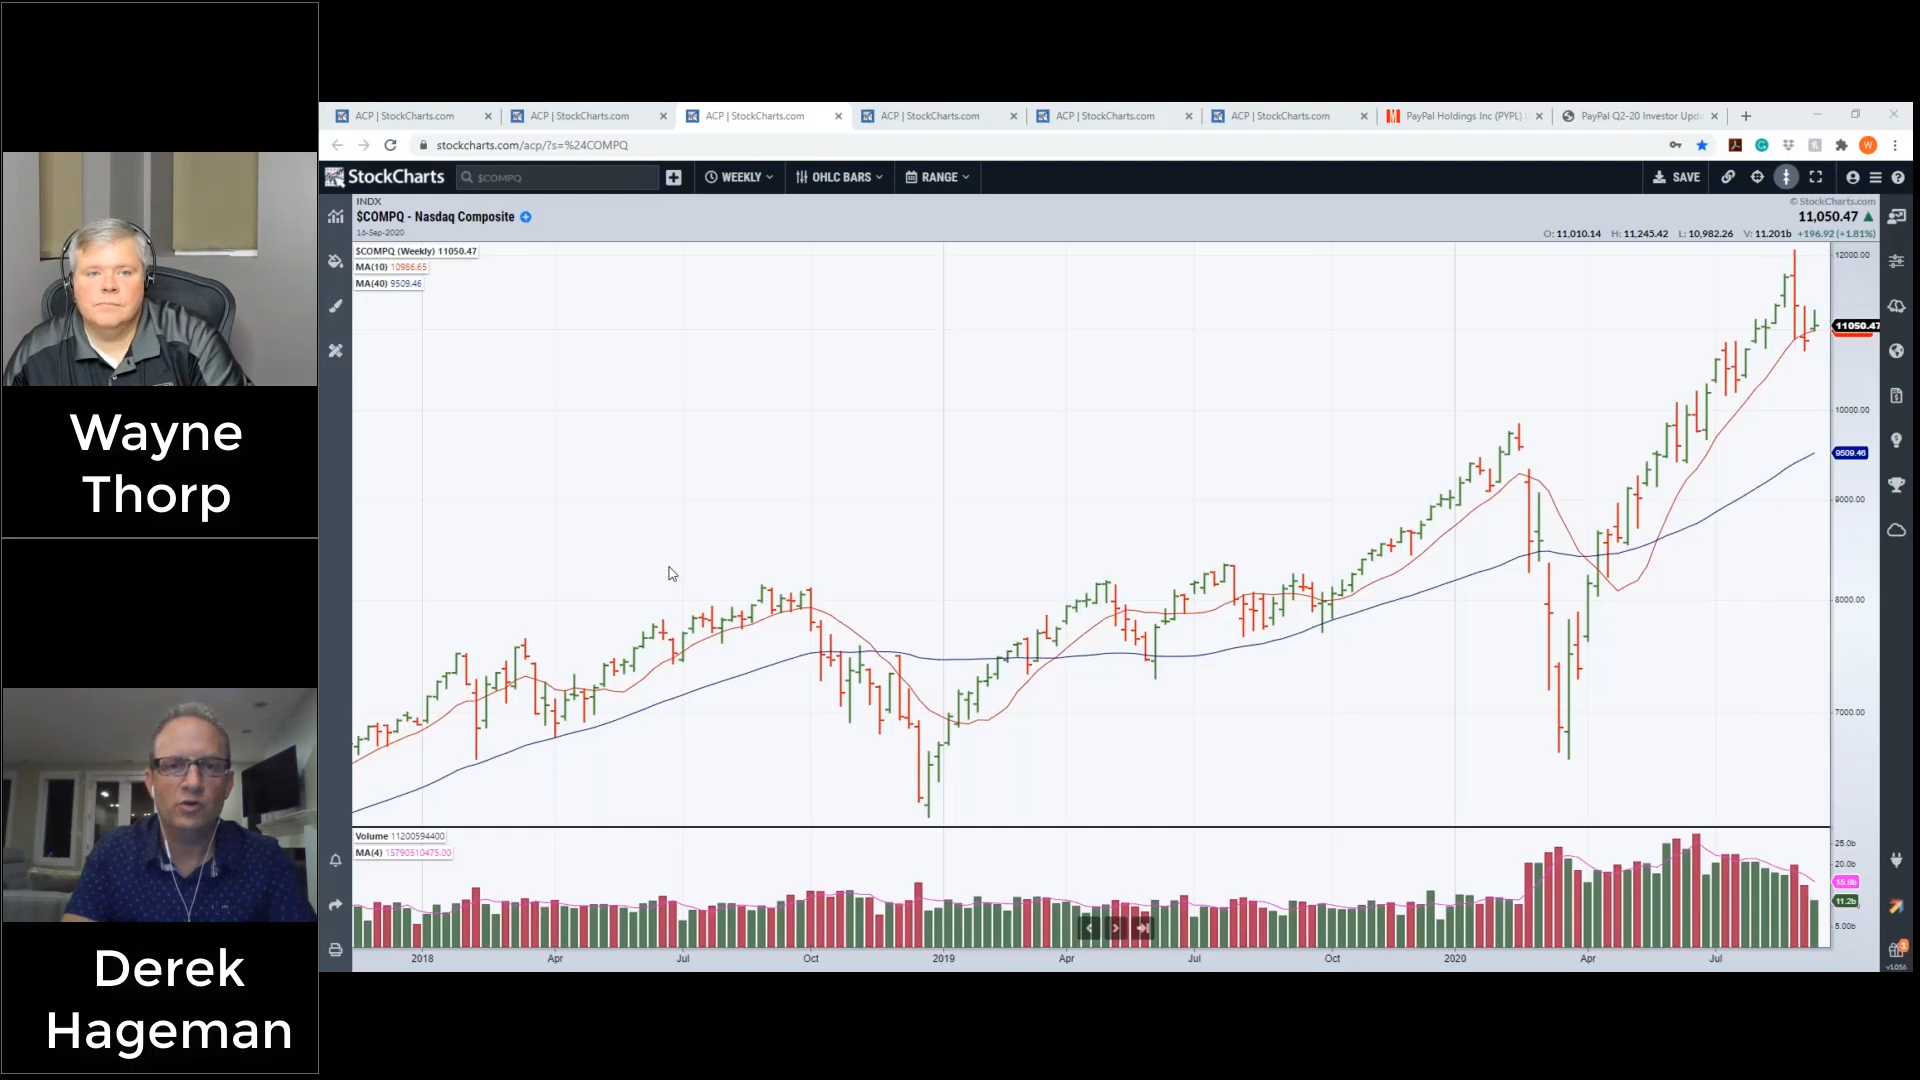 Wayne
Thorp
Derek
Hageman
ACP | StockCharts.com
ACP | StockCharts.com
ACP | StockCharts.com
ACP | StockCharts.com
ACP | StockCharts.com
ACP | StockCharts.com
PayPal Holdings Inc (PYPL)
PayPal Q2-20 Investor Upd
stockcharts.com/acp/?s=%24COMPQ
W
StockCharts
$COMPQ
WEEKLY
OHLC BARS
RANGE
SAVE
INDX
$COMPQ - Nasdaq Composite
16-Sep-2020
© StockCharts.com
11,050.47
O: 11,010.14 H: 11,245.42 L: 10,982.26 V: 11.201b +196.92 (+1.81%)
$COMPQ (Weekly) 11050.47
MA(10) 10986.65
MA(40) 9509.46
12000.00
11050.47
10000.00
9509.46
9000.00
8000.00
7000.00
Volume 11200594400
MA(4) 15790510475.00
25.0b
20.0b
15.8b
11.2b
5.00b
2018 Apr Jul Oct 2019 Apr Jul Oct 2020 Apr Jul
1
v1.056